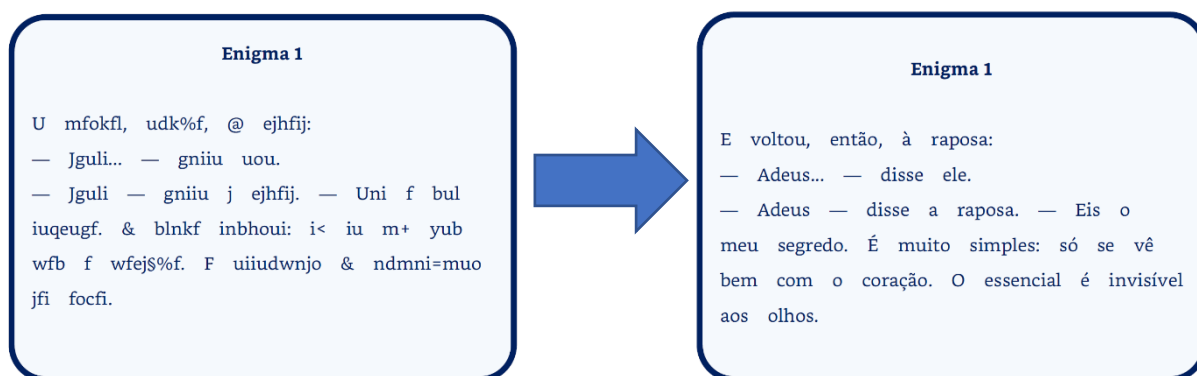 Enigma 1
U mfokfl, udk%f, @ ejhfij:
— Jguli... — gniiu uou.
— Jguli — gniiu j ejhfij. — Uni f bul
iuqeugf. & blnkf inbhoui: i< iu m+ yub
wfb f wfej§%f. F uiiudwnjo & ndmni=muo
jfi focfi.
Enigma 1
E voltou, então, à raposa:
— Adeus... — disse ele.
— Adeus — disse a raposa. — Eis o
meu segredo. É muito simples: só se vê
bem com o coração. O essencial é invisível
aos olhos.